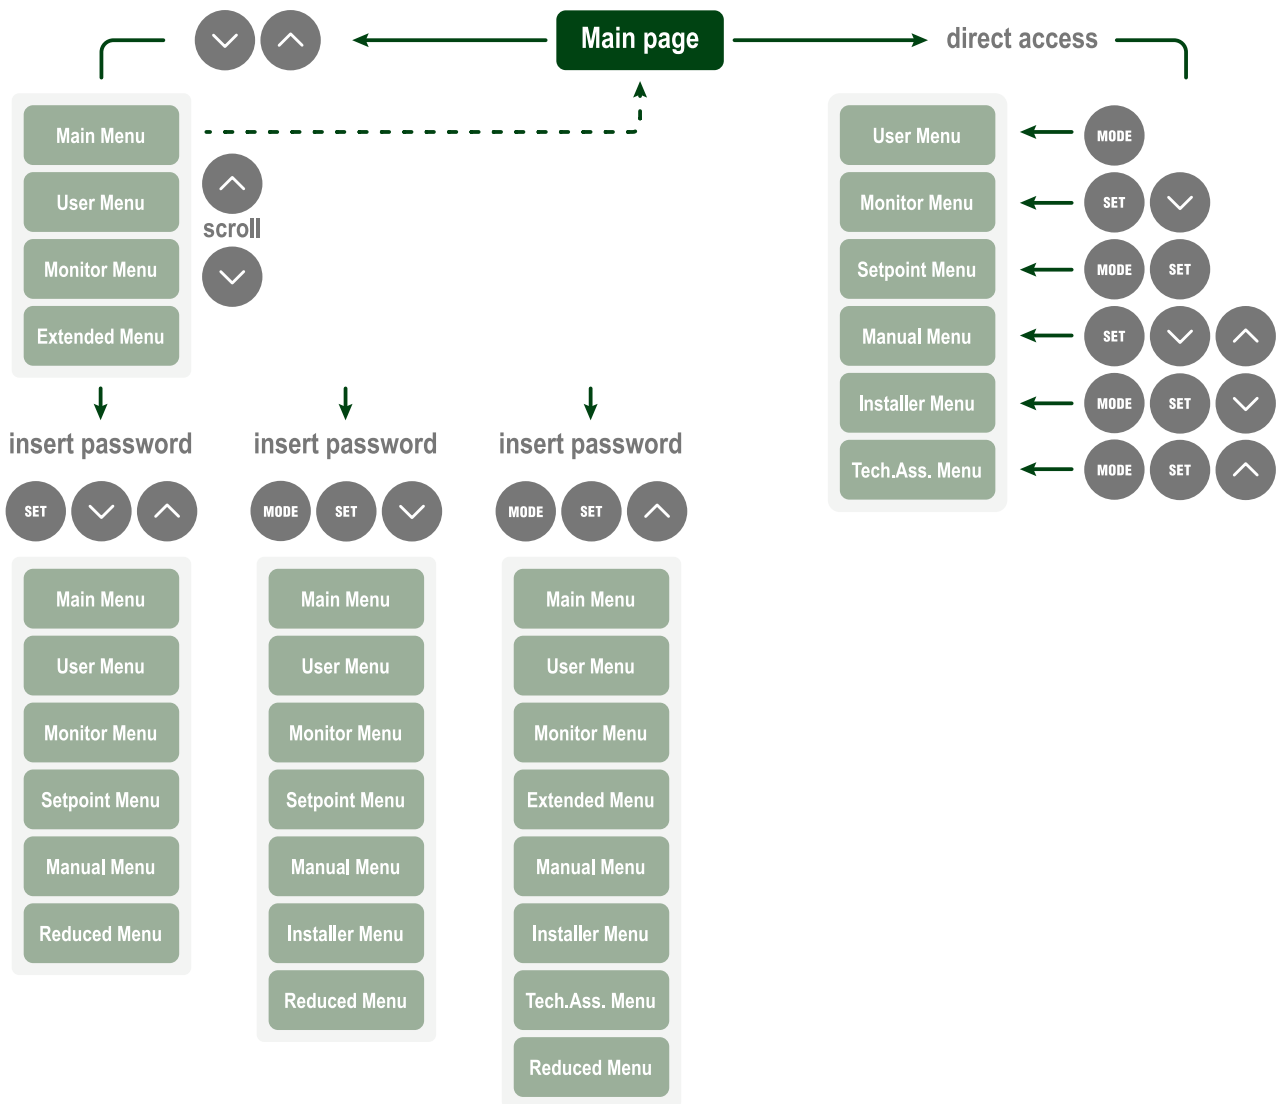 Main page
direct access
Main Menu
User Menu
Monitor Menu
Extended Menu
scroll
User Menu
MODE
Monitor Menu
SET
Setpoint Menu
MODE SET
Manual Menu
SET
Installer Menu
MODE SET
Tech.Ass. Menu
MODE SET
insert password
SET
Main Menu
User Menu
Monitor Menu
Setpoint Menu
Manual Menu
Reduced Menu
insert password
MODE SET
Main Menu
User Menu
Monitor Menu
Setpoint Menu
Manual Menu
Installer Menu
Reduced Menu
insert password
MODE SET
Main Menu
User Menu
Monitor Menu
Extended Menu
Manual Menu
Installer Menu
Tech.Ass. Menu
Reduced Menu